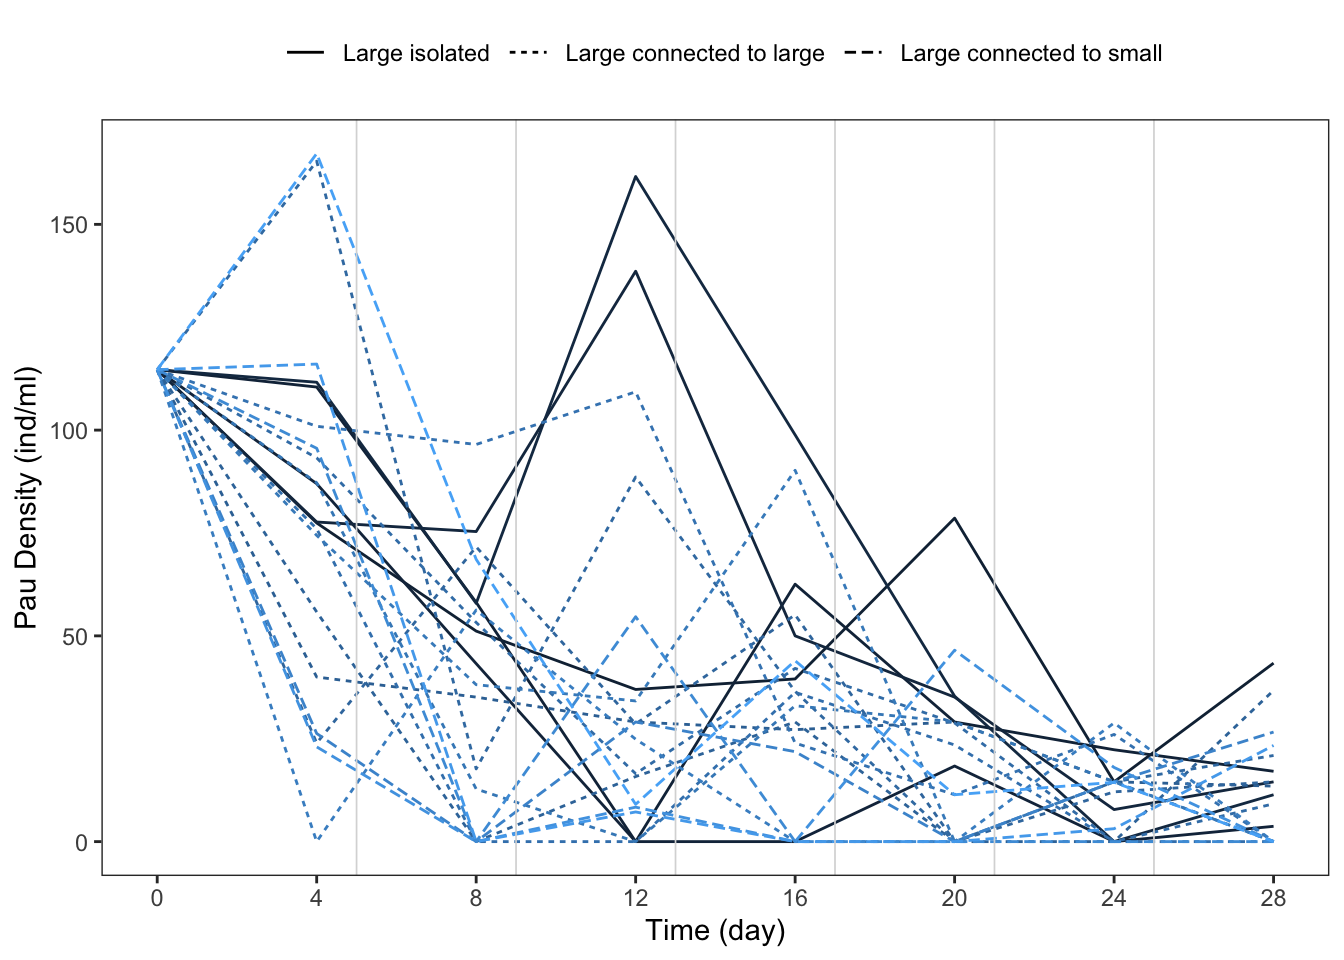 Large isolated Large connected to large Large connected to small
Pau Density (ind/ml)
150
100
50
0
0 4 8 12 16 20 24 28
Time (day)